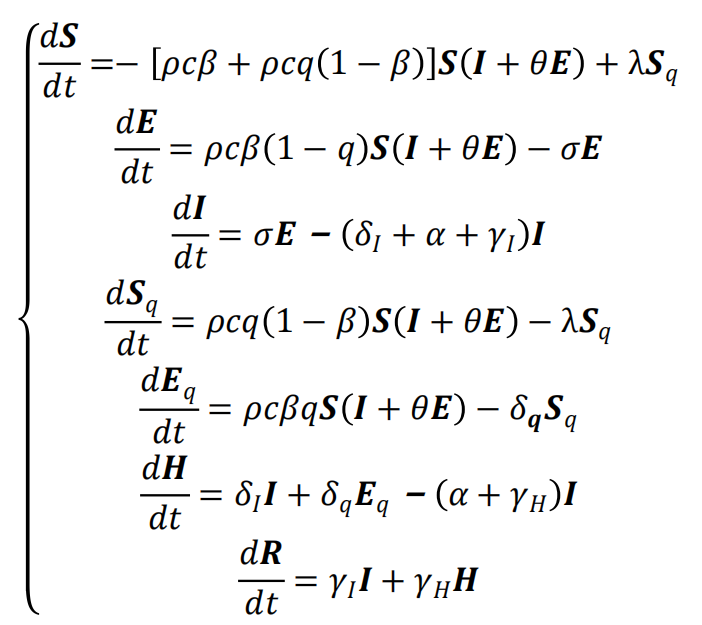 dS/dt =− [ρcβ + ρcq(1 − β)]S(I + θE) + λS_q
dE/dt = ρcβ(1 − q)S(I + θE) − σE
dI/dt = σE − (δ_I + α + γ_I)I
dS_q/dt = ρcq(1 − β)S(I + θE) − λS_q
dE_q/dt = ρcβqS(I + θE) − δ_qS_q
dH/dt = δ_II + δ_qE_q − (α + γ_H)I
dR/dt = γ_II + γ_HH